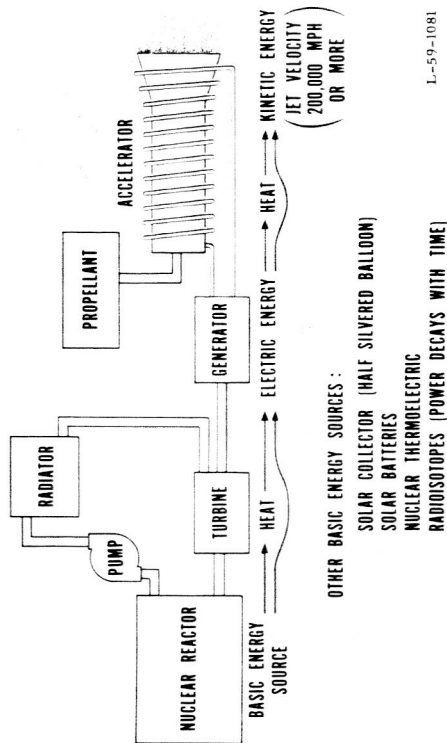 PROPELLANT
ACCELERATOR
RADIATOR
PUMP
NUCLEAR REACTOR
TURBINE
GENERATOR
BASIC ENERGY
SOURCE
HEAT
ELECTRIC ENERGY
HEAT
KINETIC ENERGY
JET VELOCITY
200,000 MPH
OR MORE
OTHER BASIC ENERGY SOURCES:
SOLAR COLLECTOR (HALF SILVERED BALLOON)
SOLAR BATTERIES
NUCLEAR THERMOELECTRIC
RADIOISOTOPES (POWER DECAYS WITH TIME)
L-59-1081